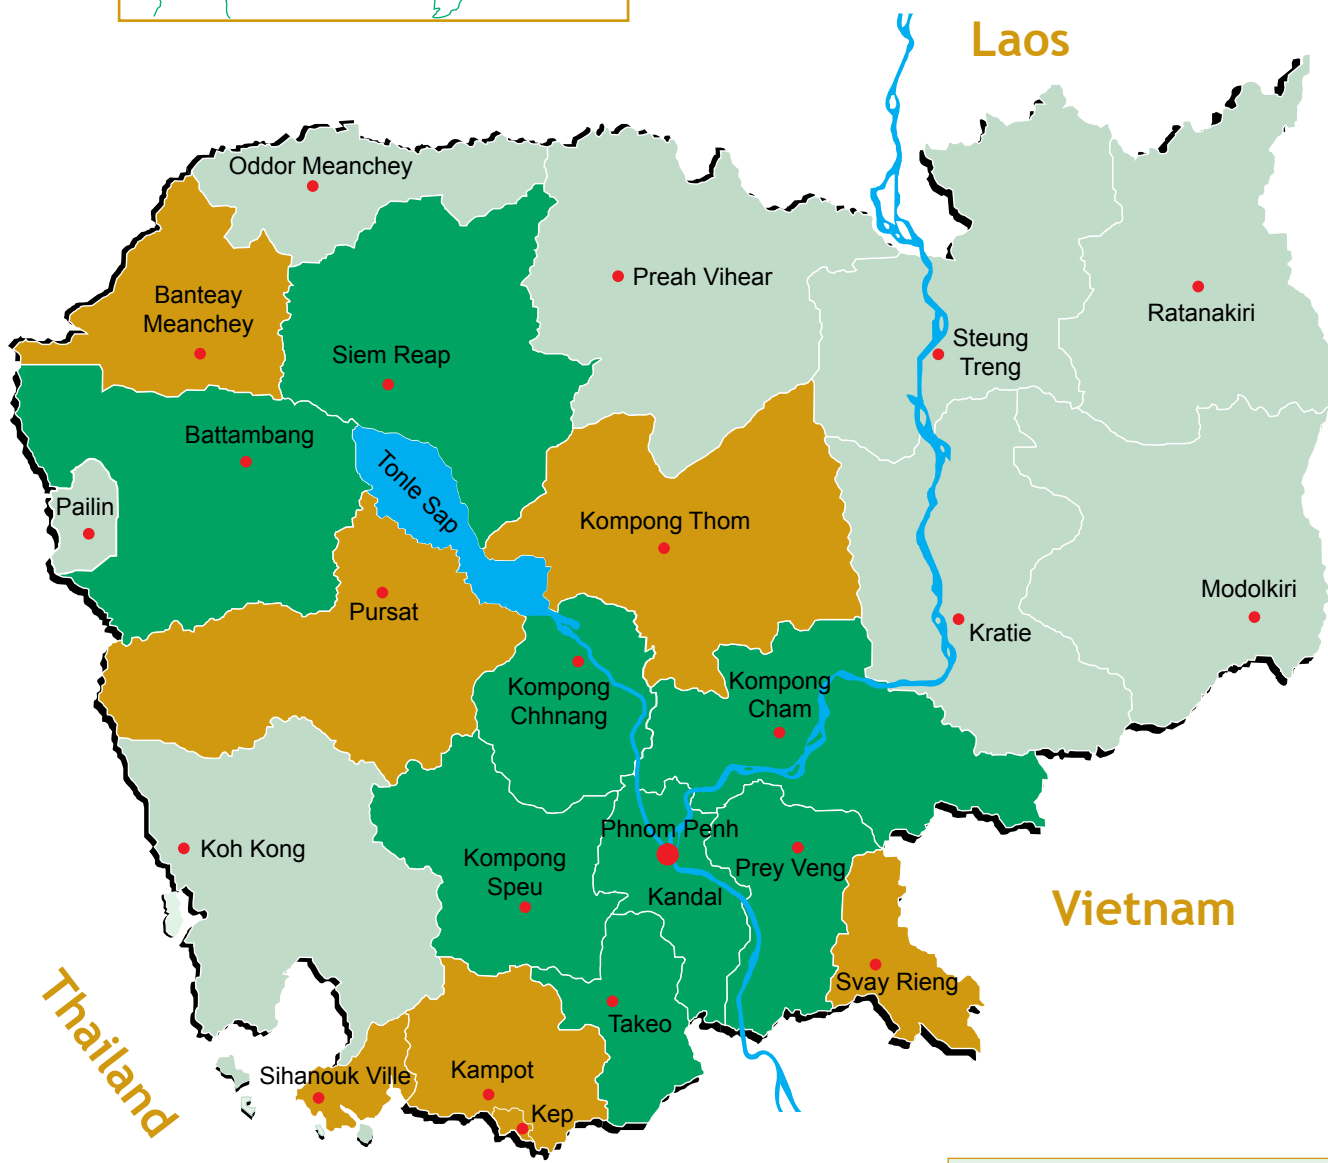 Laos
Oddor Meanchey
Preah Vihear
Banteay
Meanchey
Ratanakiri
Siem Reap
Steung
Treng
Battambang
Tonle Sap
Pailin
Kompong Thom
Modolkiri
Pursat
Kratie
Kompong
Chhnang
Kompong
Cham
Phnom Penh
Koh Kong
Kompong
Speu
Prey Veng
Kandal
Vietnam
Svay Rieng
Thailand
Takeo
Sihanouk Ville
Kampot
Kep